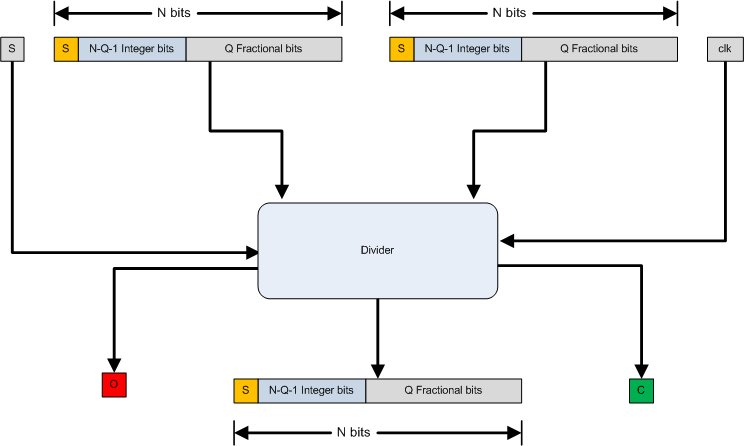 N bits
N bits
S
S
N-Q-1 Integer bits
Q Fractional bits
S
N-Q-1 Integer bits
Q Fractional bits
clk
Divider
O
S
N-Q-1 Integer bits
Q Fractional bits
C
N bits